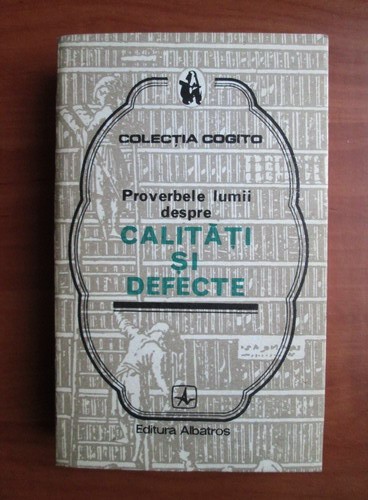 COLECȚIA COGITO
Proverbele lumii
despre
CALITĂȚI
ȘI
DEFECTE
Editura Albatros